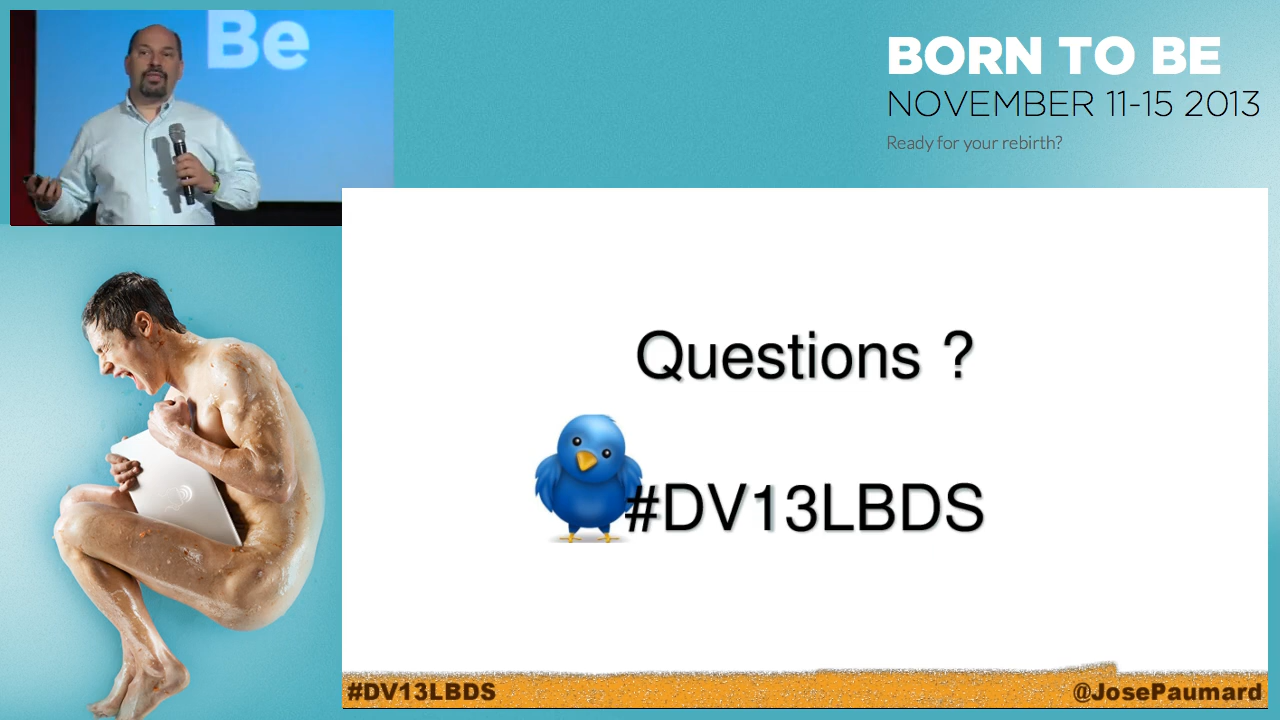 Be
BORN TO BE
NOVEMBER 11-15 2013
Ready for your rebirth?
Questions ?
#DV13LBDS
#DV13LBDS
@JosePaumard